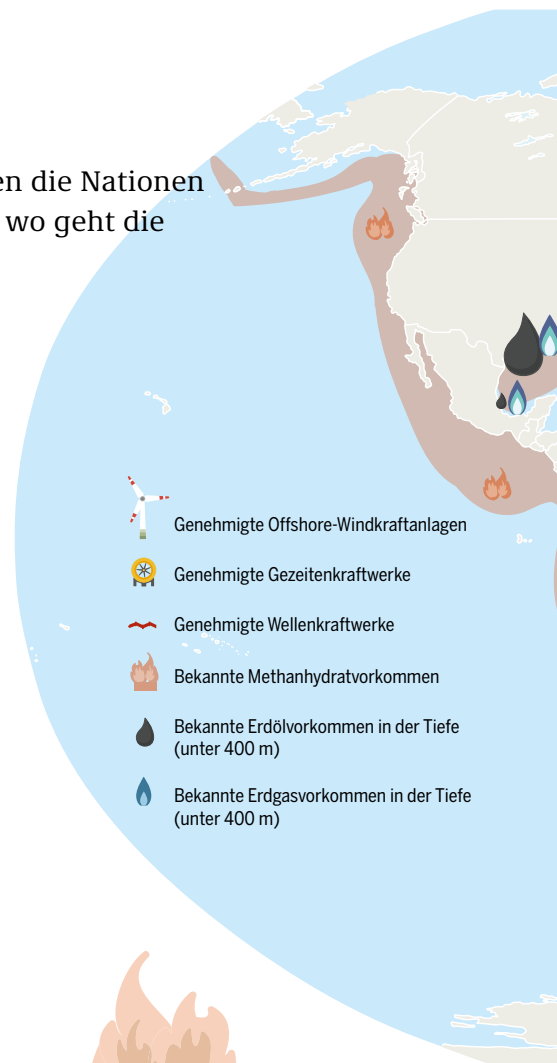 en die Nationen
wo geht die
Genehmigte Offshore-Windkraftanlagen
Genehmigte Gezeitenkraftwerke
Genehmigte Wellenkraftwerke
Bekannte Methanhydratvorkommen
Bekannte Erdölvorkommen in der Tiefe
(unter 400 m)
Bekannte Erdgasvorkommen in der Tiefe
(unter 400 m)